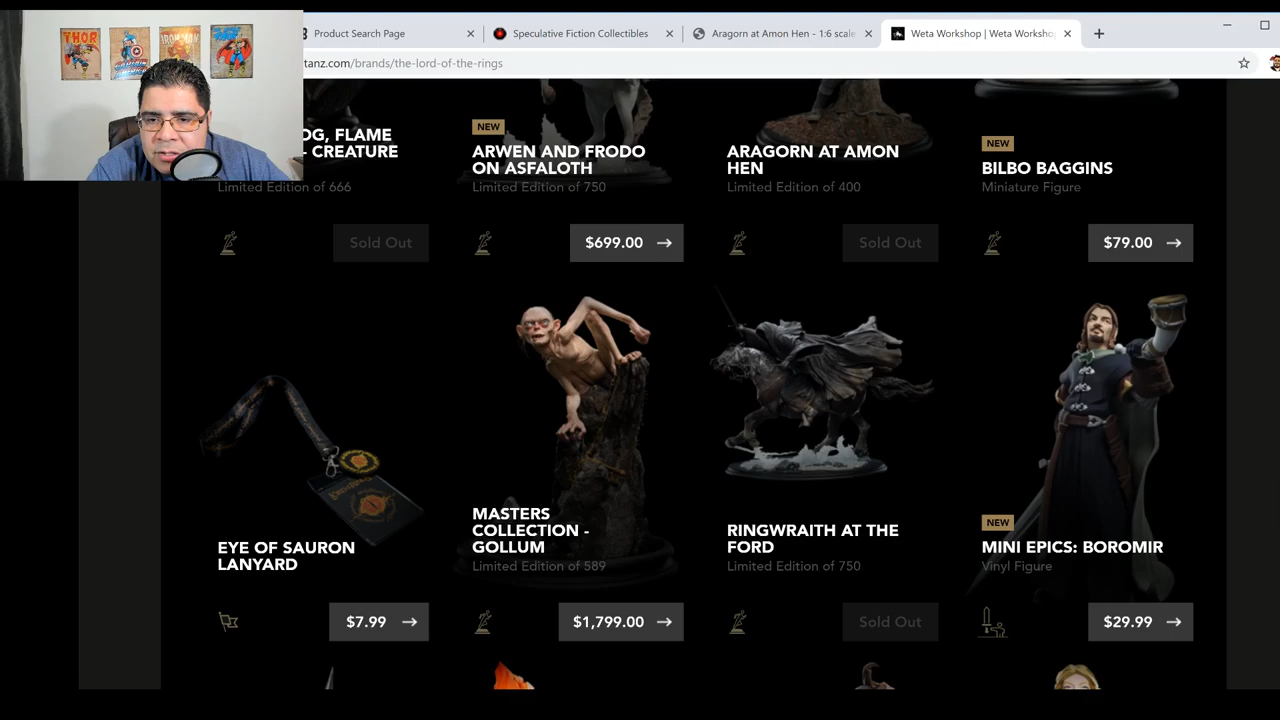 THOR
Product Search Page
Speculative Fiction Collectibles
Aragorn at Amon Hen - 1:6 scale
Weta Workshop | Weta Workshop
tanz.com/brands/the-lord-of-the-rings
OG, FLAME
- CREATURE
Limited Edition of 666
Sold Out
NEW
ARWEN AND FRODO
ON ASFALOTH
Limited Edition of 750
$699.00 →
ARAGORN AT AMON
HEN
Limited Edition of 400
Sold Out
NEW
BILBO BAGGINS
Miniature Figure
$79.00 →
EYE OF SAURON
LANYARD
$7.99 →
MASTERS
COLLECTION -
GOLLUM
Limited Edition of 589
$1,799.00 →
RINGWRAITH AT THE
FORD
Limited Edition of 750
Sold Out
NEW
MINI EPICS: BOROMIR
Vinyl Figure
$29.99 →